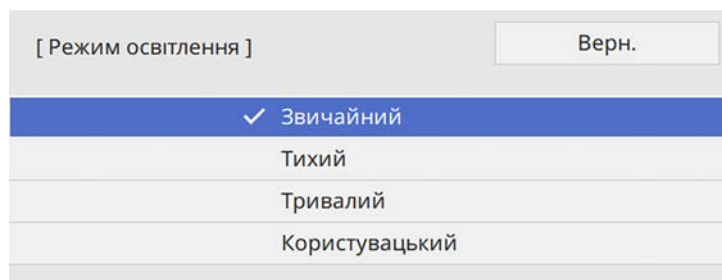 [ Режим освітлення ]
Верн.
Звичайний
Тихий
Тривалий
Користувацький